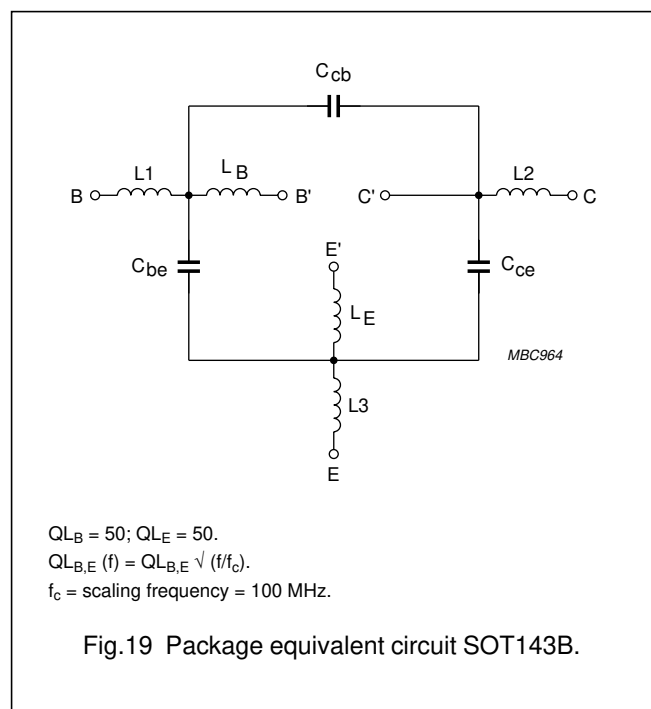 Ccb
L1
LB
B
B'
C'
L2
C
Cbe
E'
Cce
LE
MBC964
L3
E
QLB = 50; QLE = 50.
QLB,E (f) = QLB,E √ (f/fc).
fc = scaling frequency = 100 MHz.
Fig.19 Package equivalent circuit SOT143B.